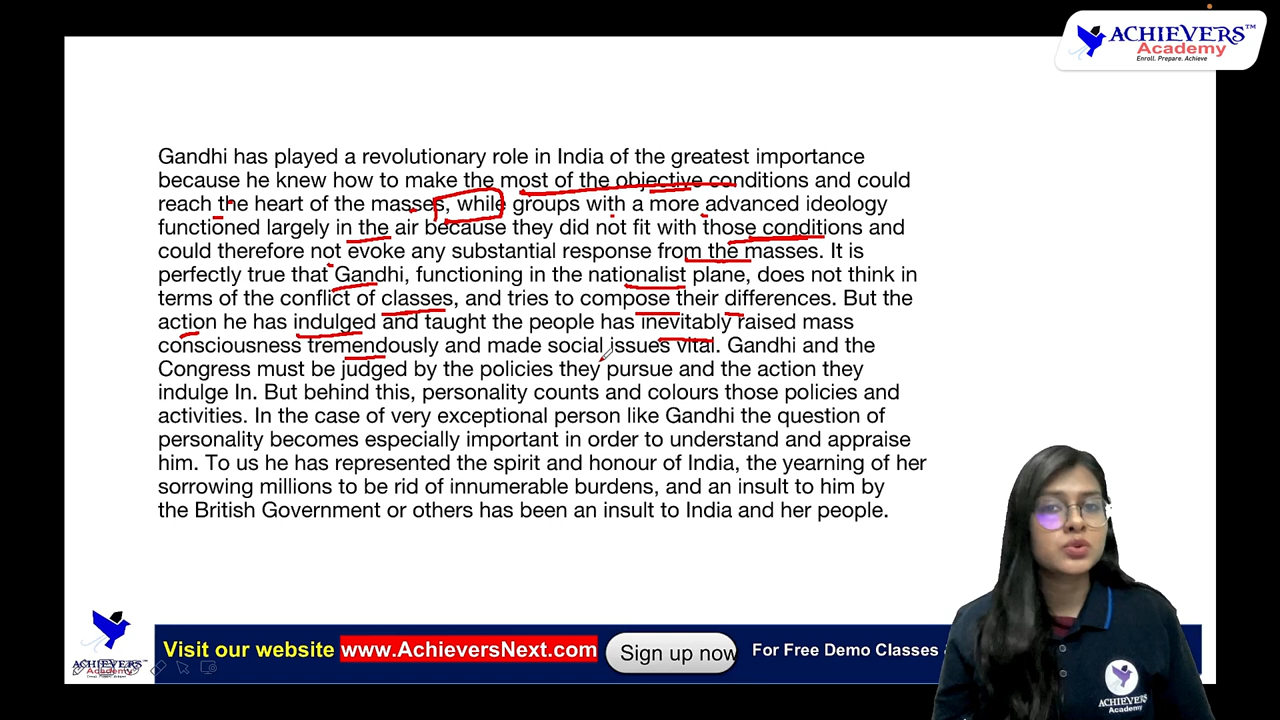 ACHIEVERS™
Academy
Enroll. Prepare. Achieve
Gandhi has played a revolutionary role in India of the greatest importance
because he knew how to make the most of the objective conditions and could
reach the heart of the masses, while groups with a more advanced ideology
functioned largely in the air because they did not fit with those conditions and
could therefore not evoke any substantial response from the masses. It is
perfectly true that Gandhi, functioning in the nationalist plane, does not think in
terms of the conflict of classes, and tries to compose their differences. But the
action he has indulged and taught the people has inevitably raised mass
consciousness tremendously and made social issues vital. Gandhi and the
Congress must be judged by the policies they pursue and the action they
indulge In. But behind this, personality counts and colours those policies and
activities. In the case of very exceptional person like Gandhi the question of
personality becomes especially important in order to understand and appraise
him. To us he has represented the spirit and honour of India, the yearning of her
sorrowing millions to be rid of innumerable burdens, and an insult to him by
the British Government or others has been an insult to India and her people.
ACHIEVERS
Academy
Visit our website www.AchieversNext.com Sign up now For Free Demo Classes
ACHIEVERS
Academy